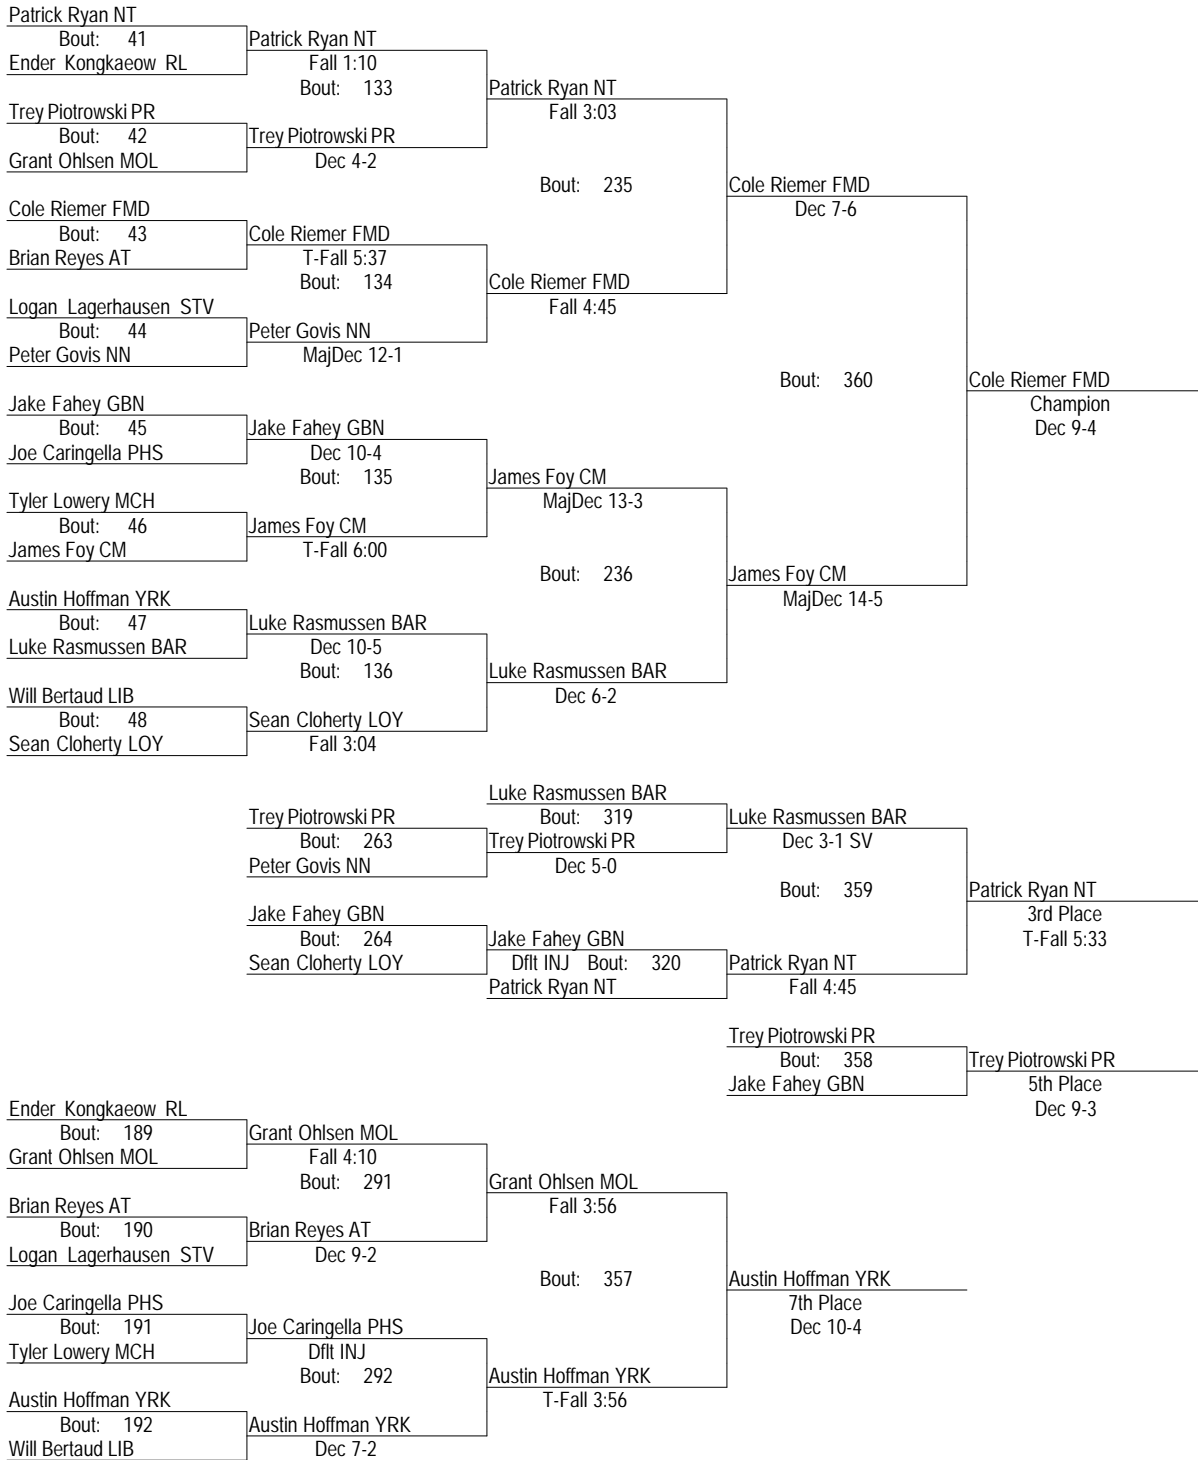 Patrick Ryan NT
Bout: 41
Patrick Ryan NT
Ender Kongkaeow RL
Fall 1:10
Bout: 133
Patrick Ryan NT
Trey Piotrowski PR
Fall 3:03
Bout: 42
Trey Piotrowski PR
Grant Ohlsen MOL
Dec 4-2
Bout: 235
Cole Riemer FMD
Cole Riemer FMD
Dec 7-6
Bout: 43
Cole Riemer FMD
Brian Reyes AT
T-Fall 5:37
Bout: 134
Cole Riemer FMD
Logan Lagerhausen STV
Fall 4:45
Bout: 44
Peter Govis NN
Peter Govis NN
MajDec 12-1
Bout: 360
Cole Riemer FMD
Jake Fahey GBN
Champion
Bout: 45
Jake Fahey GBN
Dec 9-4
Joe Caringella PHS
Dec 10-4
Bout: 135
James Foy CM
Tyler Lowery MCH
MajDec 13-3
Bout: 46
James Foy CM
James Foy CM
T-Fall 6:00
Bout: 236
James Foy CM
Austin Hoffman YRK
MajDec 14-5
Bout: 47
Luke Rasmussen BAR
Luke Rasmussen BAR
Dec 10-5
Bout: 136
Luke Rasmussen BAR
Will Bertaud LIB
Dec 6-2
Bout: 48
Sean Cloherty LOY
Sean Cloherty LOY
Fall 3:04
Luke Rasmussen BAR
Trey Piotrowski PR
Bout: 319
Luke Rasmussen BAR
Bout: 263
Trey Piotrowski PR
Dec 3-1 SV
Peter Govis NN
Dec 5-0
Bout: 359
Patrick Ryan NT
Jake Fahey GBN
3rd Place
Bout: 264
Jake Fahey GBN
T-Fall 5:33
Sean Cloherty LOY
Dflt INJ Bout: 320
Patrick Ryan NT
Patrick Ryan NT
Fall 4:45
Trey Piotrowski PR
Bout: 358
Trey Piotrowski PR
Jake Fahey GBN
5th Place
Dec 9-3
Ender Kongkaeow RL
Bout: 189
Grant Ohlsen MOL
Grant Ohlsen MOL
Fall 4:10
Bout: 291
Grant Ohlsen MOL
Brian Reyes AT
Fall 3:56
Bout: 190
Brian Reyes AT
Logan Lagerhausen STV
Dec 9-2
Bout: 357
Austin Hoffman YRK
Joe Caringella PHS
7th Place
Bout: 191
Joe Caringella PHS
Dec 10-4
Tyler Lowery MCH
Dflt INJ
Bout: 292
Austin Hoffman YRK
Austin Hoffman YRK
T-Fall 3:56
Bout: 192
Austin Hoffman YRK
Will Bertaud LIB
Dec 7-2